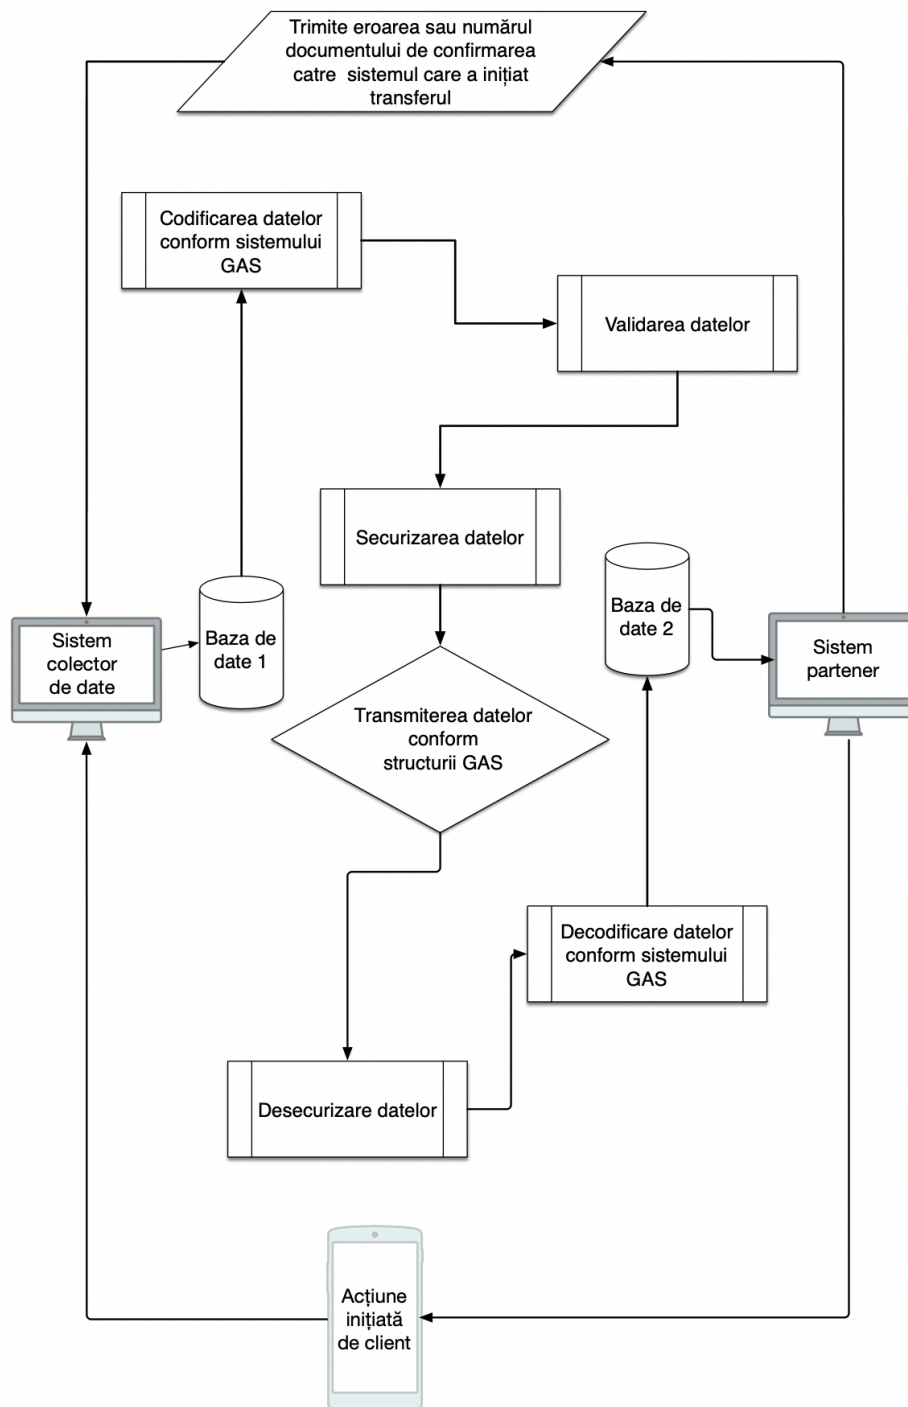 Trimite eroarea sau numărul
documentului de confirmarea
catre sistemul care a inițiat
transferul
Codificarea datelor
conform sistemului
GAS
Validarea datelor
Securizarea datelor
Baza de
date 2
Sistem
partener
Sistem
colector
de date
Baza de
date 1
Transmiterea datelor
conform
structurii GAS
Decodificare datelor
conform sistemului
GAS
Desecurizare datelor
Acțiune
inițiată
de client